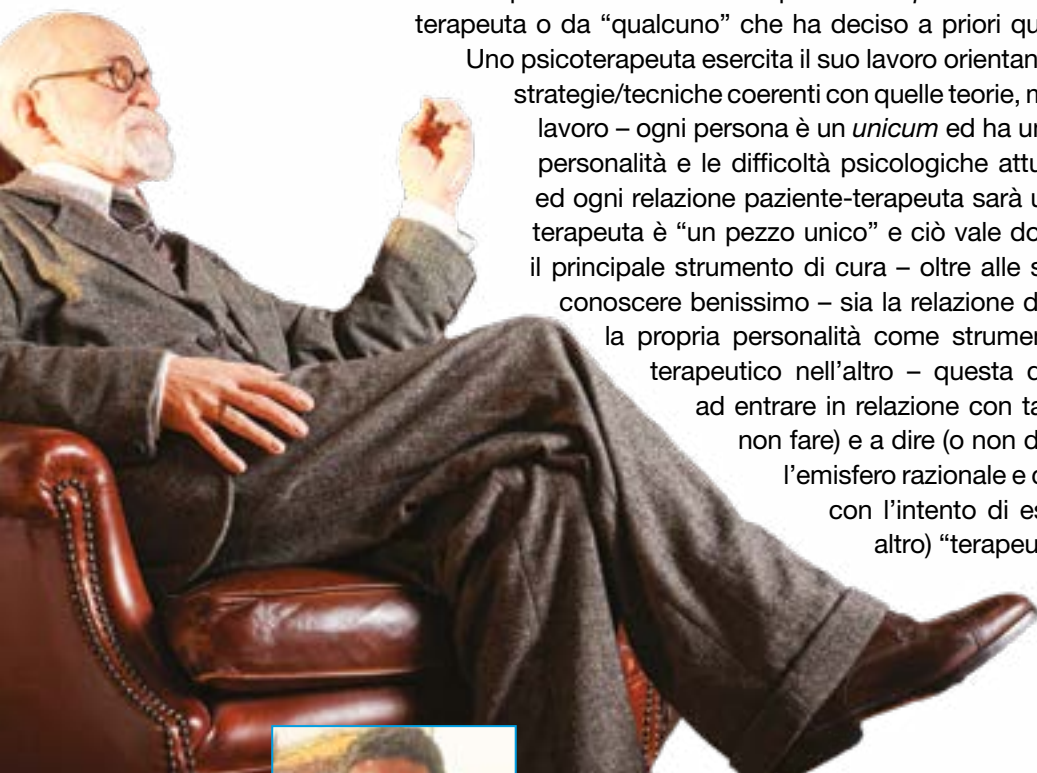 terapeuta o da “qualcuno” che ha deciso a priori qu
Uno psicoterapeuta esercita il suo lavoro orientan
strategie/tecniche coerenti con quelle teorie, m
lavoro – ogni persona è un unicum ed ha un
personalità e le difficoltà psicologiche attu
ed ogni relazione paziente-terapeuta sarà u
terapeuta è “un pezzo unico” e ciò vale do
il principale strumento di cura – oltre alle s
conoscere benissimo – sia la relazione d
la propria personalità come strumen
terapeutico nell’altro – questa c
ad entrare in relazione con ta
non fare) e a dire (o non d
l’emisfero razionale e c
con l’intento di es
altro) “terapeu